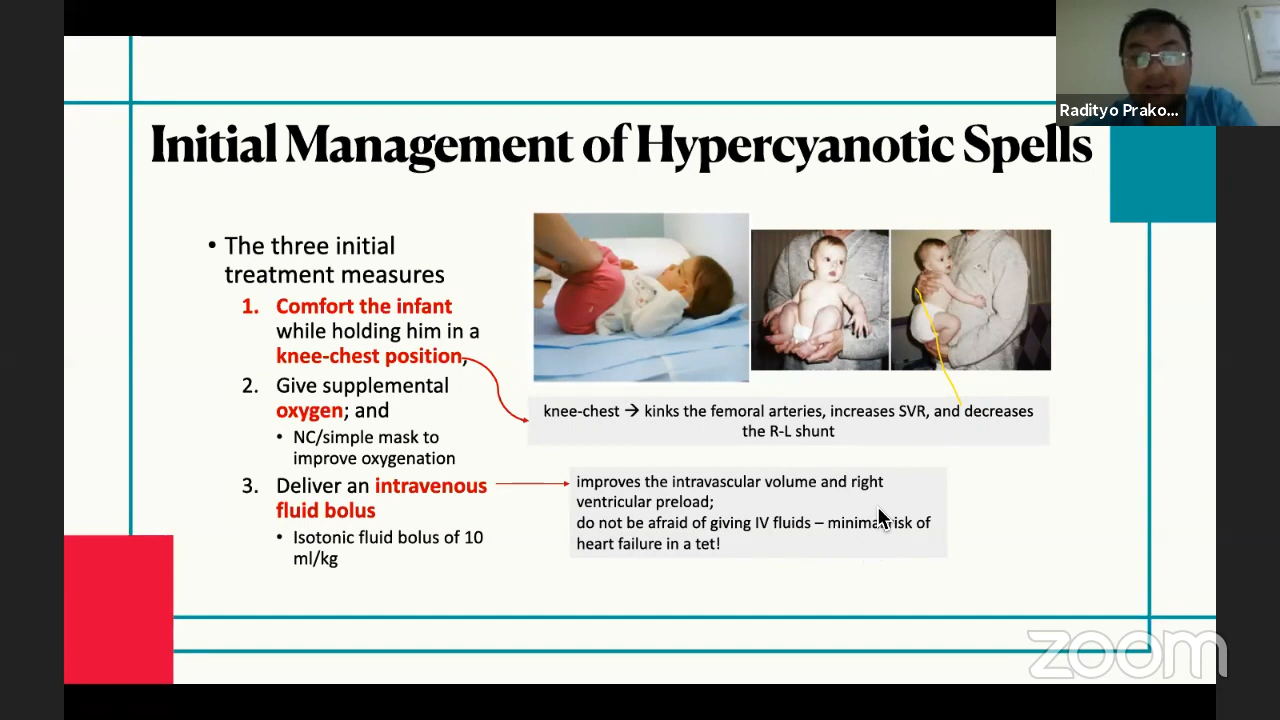 Radityo Prako...
Initial Management of Hypercyanotic Spells
• The three initial
treatment measures
1. Comfort the infant
while holding him in a
knee-chest position,
2. Give supplemental
oxygen; and
• NC/simple mask to
improve oxygenation
3. Deliver an intravenous
fluid bolus
• Isotonic fluid bolus of 10
ml/kg
knee-chest → kinks the femoral arteries, increases SVR, and decreases
the R-L shunt
improves the intravascular volume and right
ventricular preload;
do not be afraid of giving IV fluids – minimal risk of
heart failure in a tet!
zoom